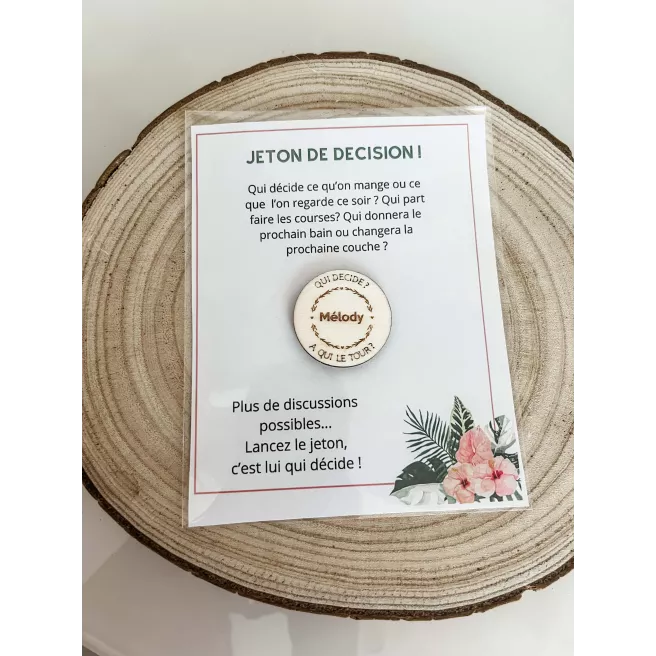 JETON DE DECISION !
Qui décide ce qu'on mange ou ce
que l'on regarde ce soir ? Qui part
faire les courses? Qui donnera le
prochain bain ou changera la
prochaine couche ?
QUI DECIDE ?
Mélody
A QUI LE TOUR ?
Plus de discussions
possibles...
Lancez le jeton,
c'est lui qui décide !